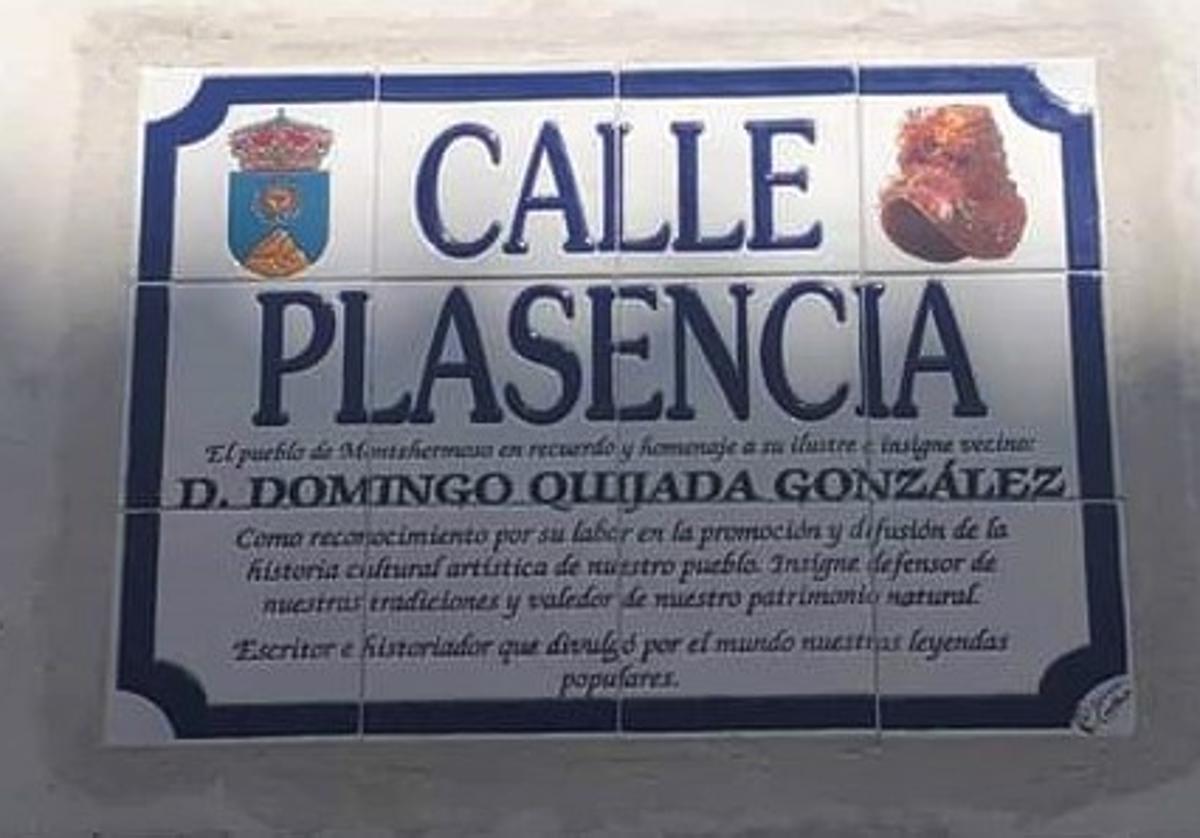 CALLE
PLASENCIA
El pueblo de Montehermoso en recuerdo y homenaje a su ilustre e insigne vecino:
D. DOMINGO QUIJADA GONZÁLEZ
Como reconocimiento por su labor en la promoción y difusión de la
historia cultural artística de nuestro pueblo. Insigne defensor de
nuestras tradiciones y valedor de nuestro patrimonio natural.
Escritor e historiador que divulgó por el mundo nuestras leyendas
populares.